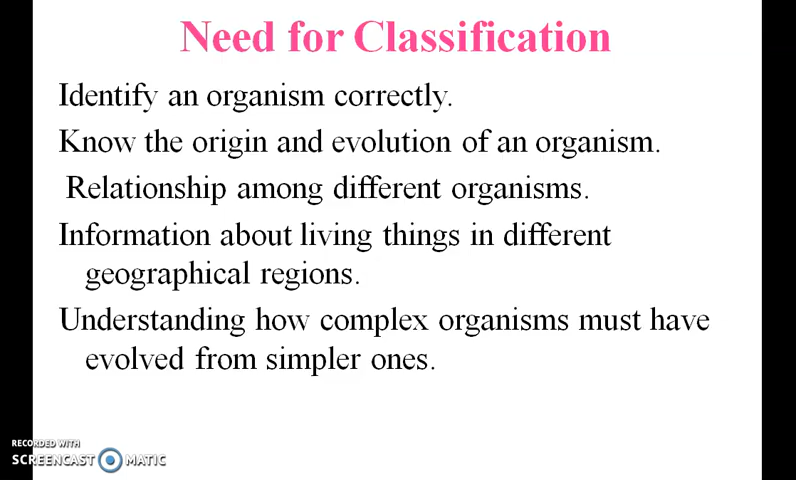 Need for Classification
Identify an organism correctly.
Know the origin and evolution of an organism.
Relationship among different organisms.
Information about living things in different
geographical regions.
Understanding how complex organisms must have
evolved from simpler ones.
RECORDED WITH
SCREENCAST MATIC